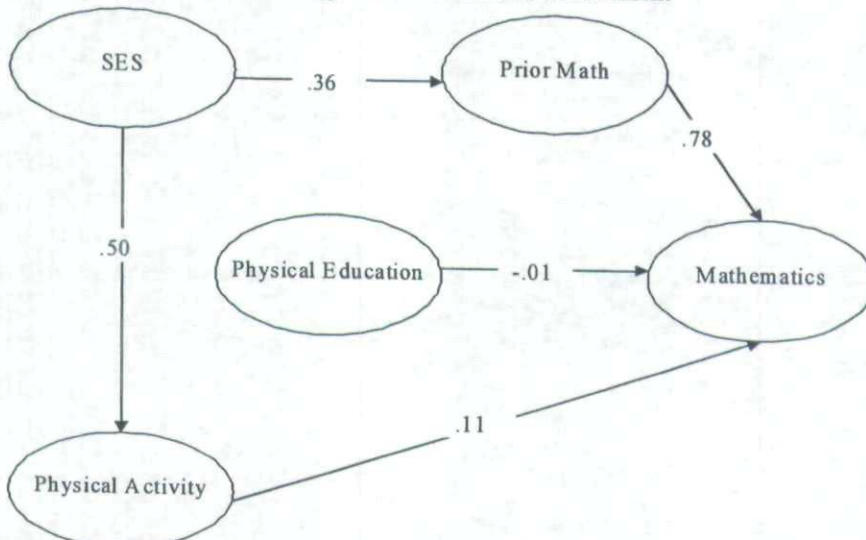 SES
Prior Math
.36
.78
.50
Physical Education
-.01
Mathematics
.11
Physical Activity